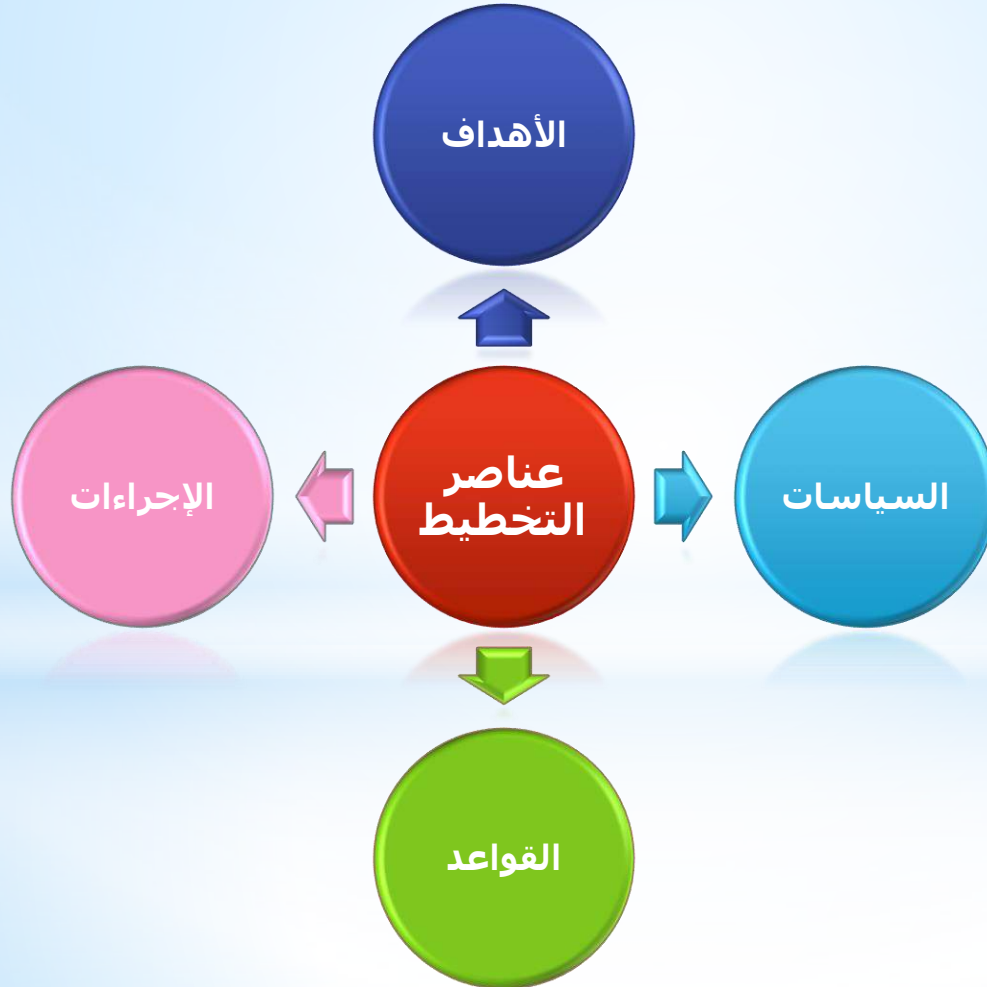 الأهداف
عناصر
التخطيط
السياسات
الإجراءات
القواعد